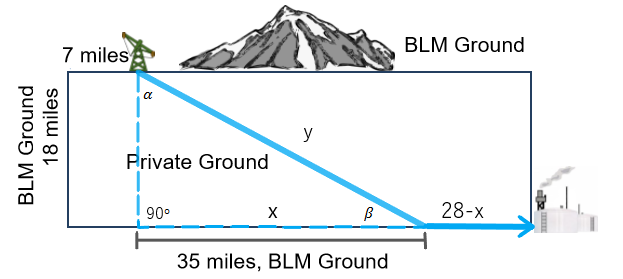 BLM Ground
7 miles
BLM Ground
18 miles
α
y
Private Ground
90°
x
β
28-x
35 miles, BLM Ground